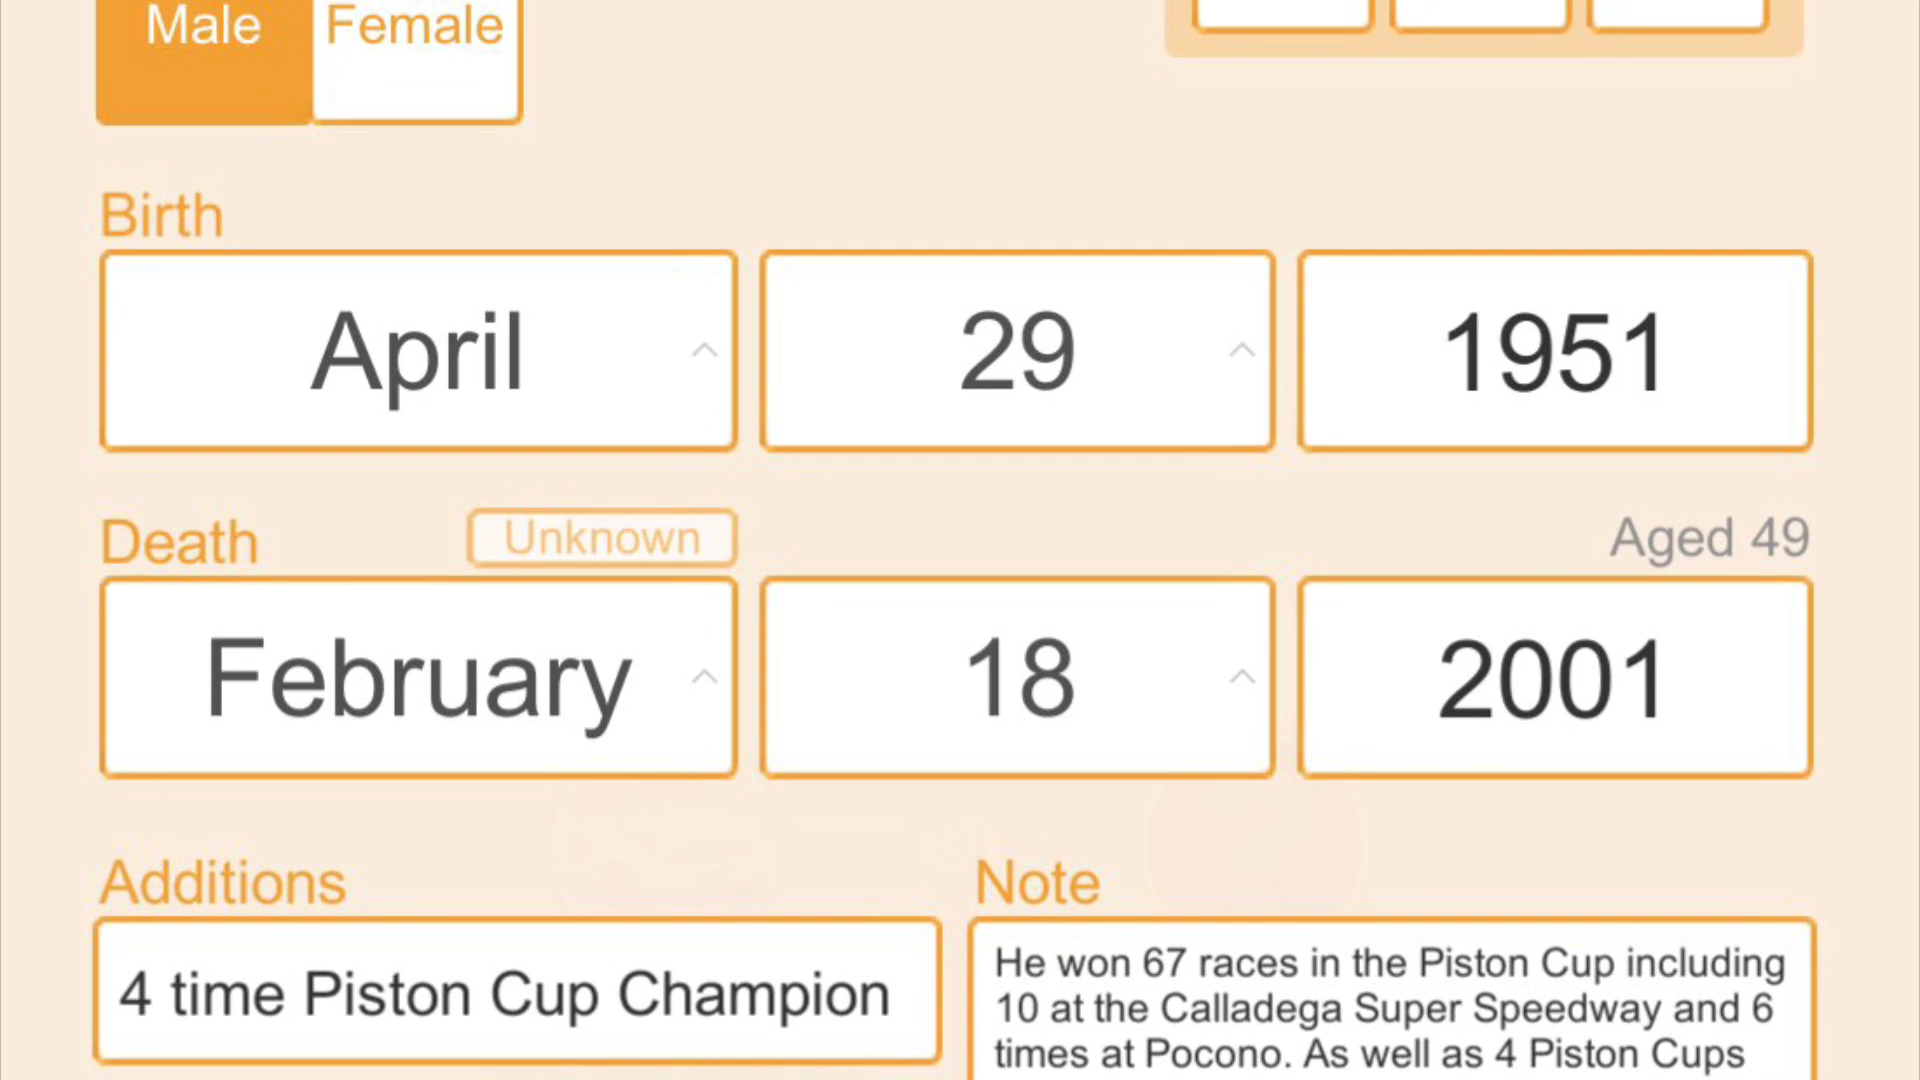 Male Female
Birth
April 29 1951
Death Unknown Aged 49
February 18 2001
Additions Note
4 time Piston Cup Champion
He won 67 races in the Piston Cup including
10 at the Calladega Super Speedway and 6
times at Pocono. As well as 4 Piston Cups